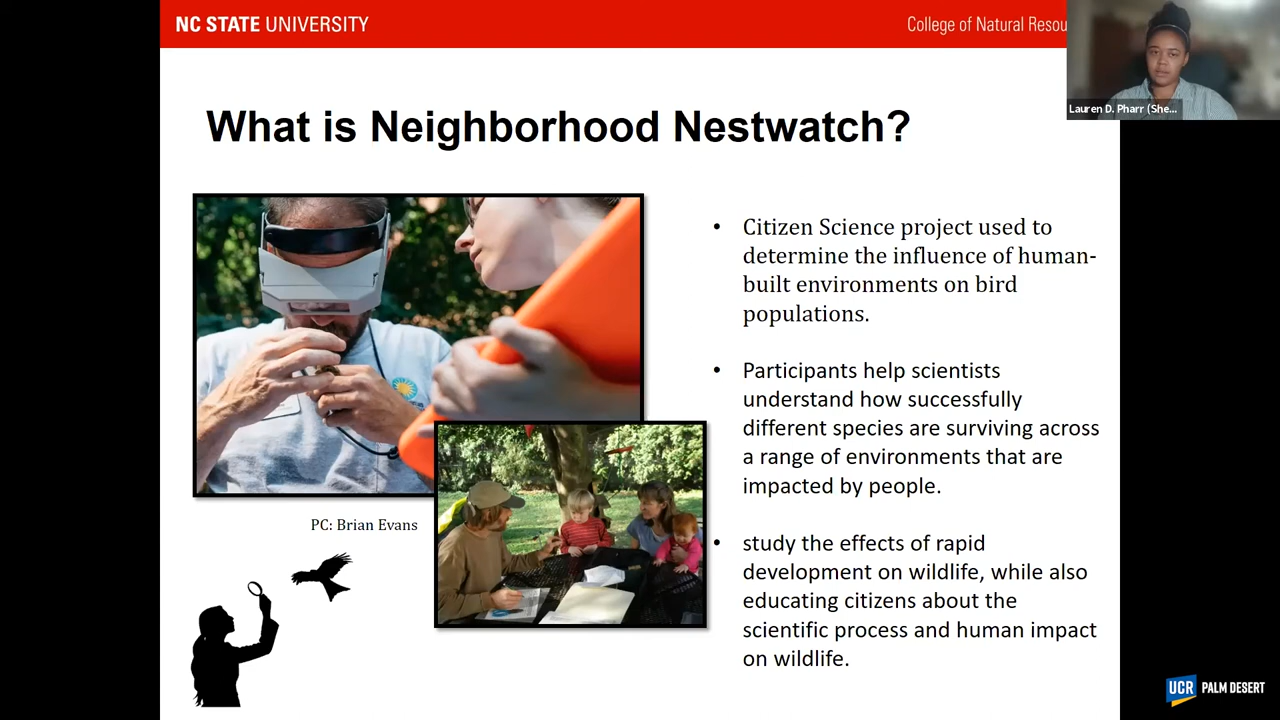 NC STATE UNIVERSITY
College of Natural Resou
Lauren D. Pharr (She...
What is Neighborhood Nestwatch?
• Citizen Science project used to
determine the influence of human-
built environments on bird
populations.
• Participants help scientists
understand how successfully
different species are surviving across
a range of environments that are
impacted by people.
• study the effects of rapid
development on wildlife, while also
educating citizens about the
scientific process and human impact
on wildlife.
PC: Brian Evans
UCR PALM DESERT